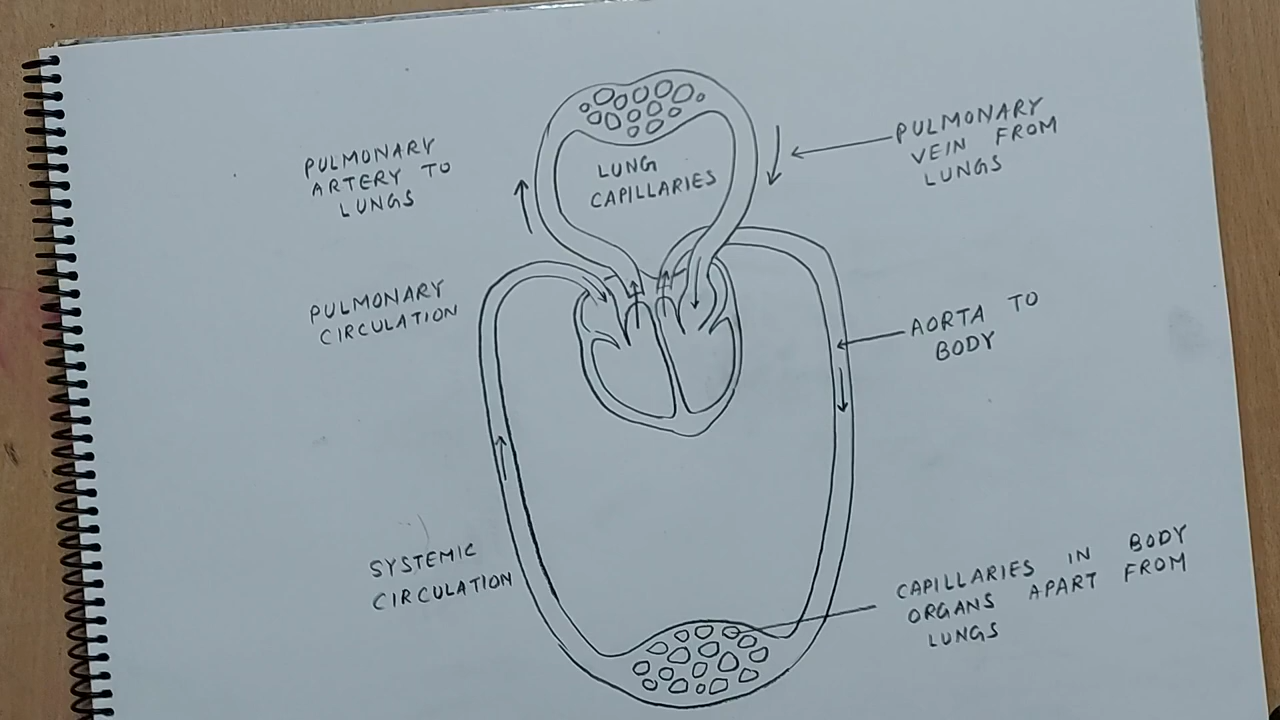 PULMONARY
ARTERY TO
LUNGS
LUNG
CAPILLARIES
PULMONARY
VEIN FROM
LUNGS
PULMONARY
CIRCULATION
AORTA TO
BODY
SYSTEMIC
CIRCULATION
CAPILLARIES IN BODY
ORGANS APART FROM
LUNGS